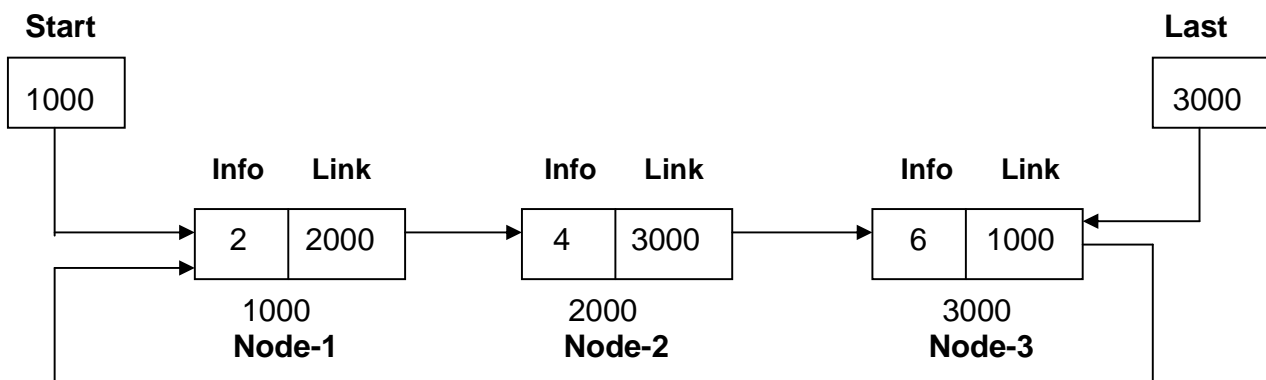 Start Last
1000 3000
Info Link Info Link Info Link
2 2000 4 3000 6 1000
1000 2000 3000
Node-1 Node-2 Node-3